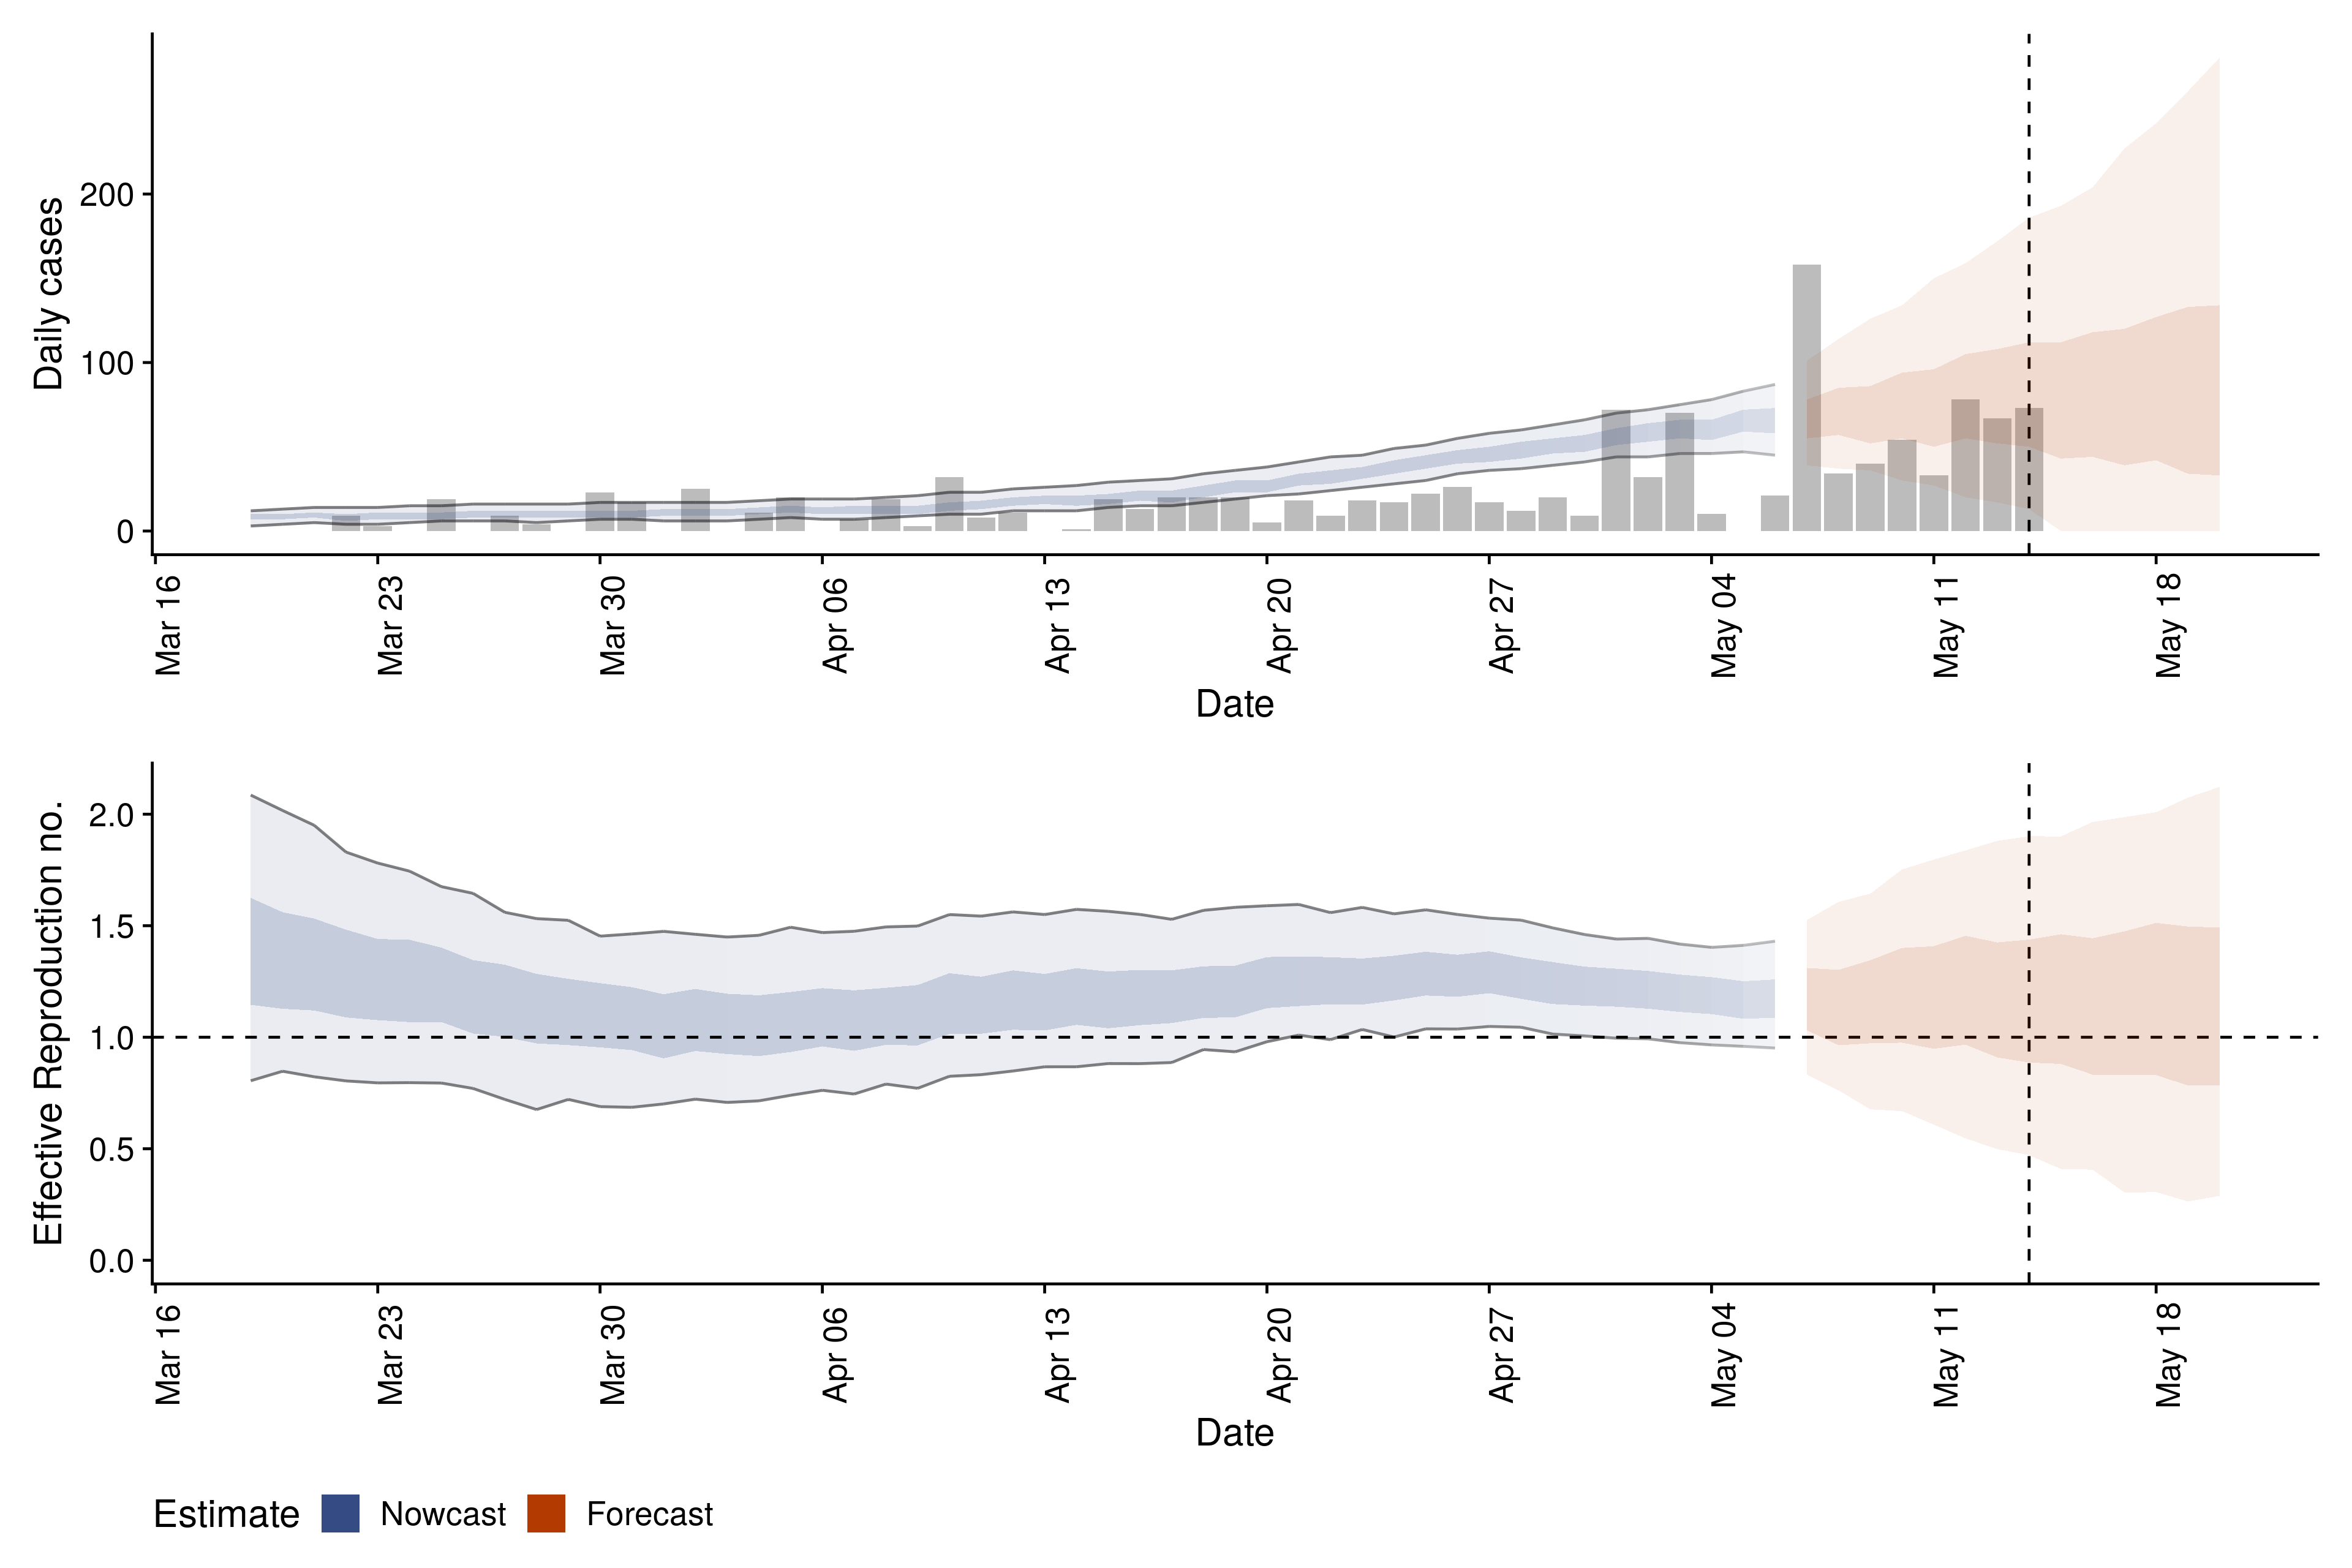 Daily cases
200
100
0
Mar 16 Mar 23 Mar 30 Apr 06 Apr 13 Apr 20 Apr 27 May 04 May 11 May 18
Date
Effective Reproduction no.
2.0
1.5
1.0
0.5
0.0
Mar 16 Mar 23 Mar 30 Apr 06 Apr 13 Apr 20 Apr 27 May 04 May 11 May 18
Date
Estimate Nowcast Forecast